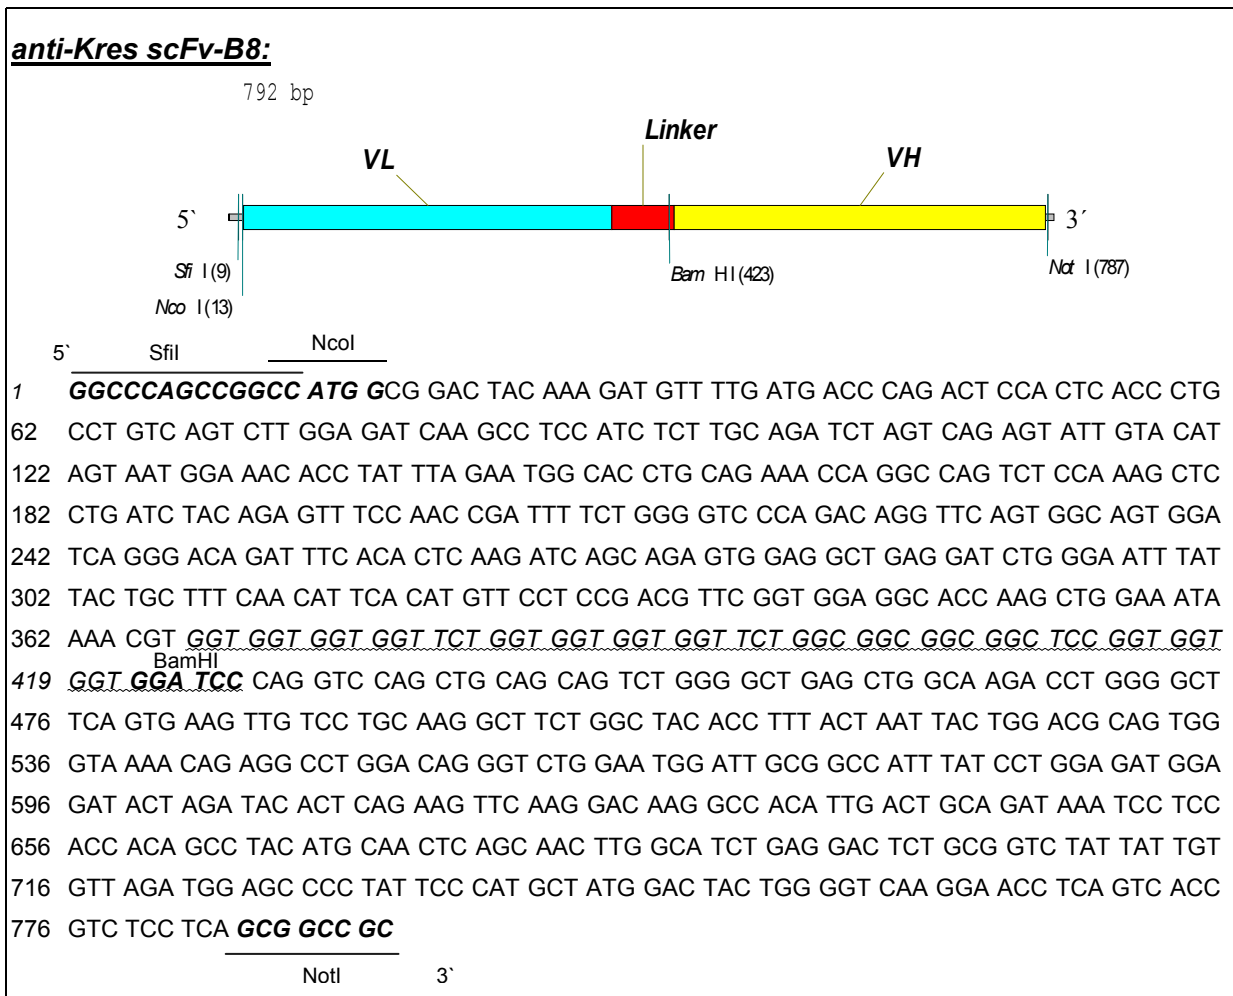 anti-Kres scFv-B8:
792 bp
Linker
VL
VH
5` 3´
Sfi I (9)
Bam HI (423)
Not I (787)
Nco I (13)
5` SfiI NcoI
1 GGCCCAGCCGGCC ATG GCG GAC TAC AAA GAT GTT TTG ATG ACC CAG ACT CCA CTC ACC CTG
62 CCT GTC AGT CTT GGA GAT CAA GCC TCC ATC TCT TGC AGA TCT AGT CAG AGT ATT GTA CAT
122 AGT AAT GGA AAC ACC TAT TTA GAA TGG CAC CTG CAG AAA CCA GGC CAG TCT CCA AAG CTC
182 CTG ATC TAC AGA GTT TCC AAC CGA TTT TCT GGG GTC CCA GAC AGG TTC AGT GGC AGT GGA
242 TCA GGG ACA GAT TTC ACA CTC AAG ATC AGC AGA GTG GAG GCT GAG GAT CTG GGA ATT TAT
302 TAC TGC TTT CAA CAT TCA CAT GTT CCT CCG ACG TTC GGT GGA GGC ACC AAG CTG GAA ATA
362 AAA CGT GGT GGT GGT GGT TCT GGT GGT GGT GGT TCT GGC GGC GGC GGC TCC GGT GGT
BamHI
419 GGT GGA TCC CAG GTC CAG CTG CAG CAG TCT GGG GCT GAG CTG GCA AGA CCT GGG GCT
476 TCA GTG AAG TTG TCC TGC AAG GCT TCT GGC TAC ACC TTT ACT AAT TAC TGG ACG CAG TGG
536 GTA AAA CAG AGG CCT GGA CAG GGT CTG GAA TGG ATT GCG GCC ATT TAT CCT GGA GAT GGA
596 GAT ACT AGA TAC ACT CAG AAG TTC AAG GAC AAG GCC ACA TTG ACT GCA GAT AAA TCC TCC
656 ACC ACA GCC TAC ATG CAA CTC AGC AAC TTG GCA TCT GAG GAC TCT GCG GTC TAT TAT TGT
716 GTT AGA TGG AGC CCC TAT TCC CAT GCT ATG GAC TAC TGG GGT CAA GGA ACC TCA GTC ACC
776 GTC TCC TCA GCG GCC GC
NotI 3`